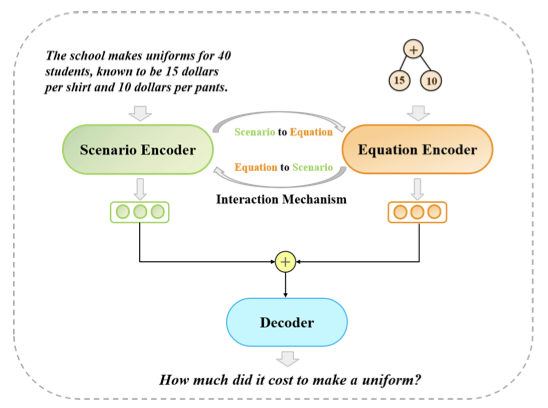 The school makes uniforms for 40
students, known to be 15 dollars
per shirt and 10 dollars per pants.
+
15 10
Scenario to Equation
Scenario Encoder
Equation Encoder
Equation to Scenario
Interaction Mechanism
+
Decoder
How much did it cost to make a uniform?